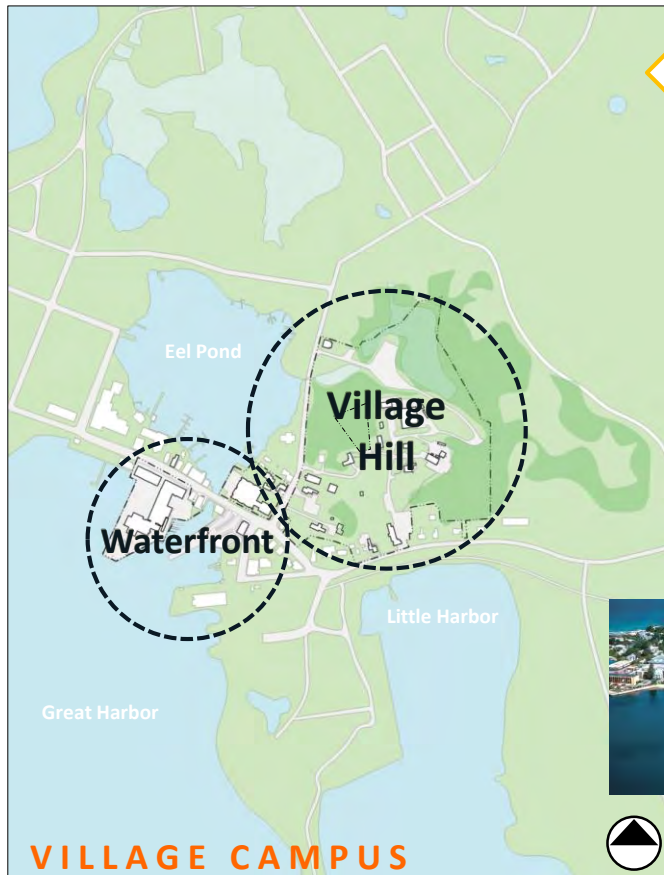 Eel Pond
Village
Hill
Waterfront
Little Harbor
Great Harbor
VILLAGE CAMPUS